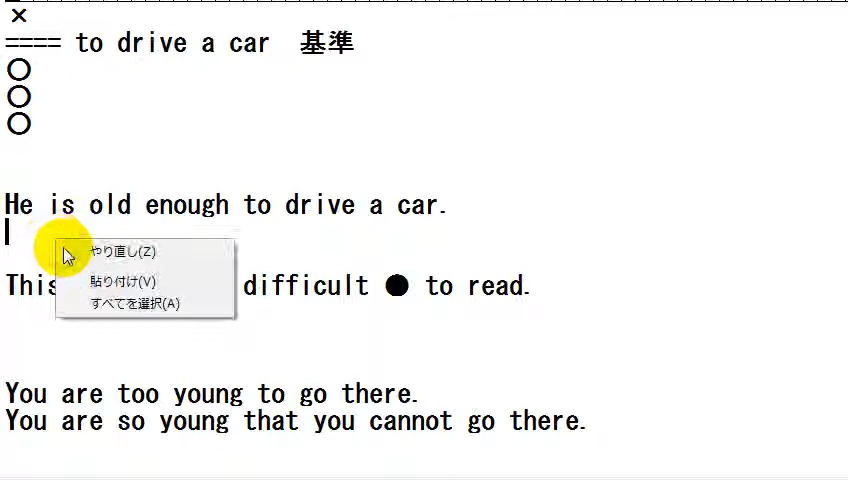 ×
==== to drive a car 基準
○
○
○
He is old enough to drive a car.
やり直し(Z)
貼り付け(V)
すべてを選択(A)
This difficult ● to read.
You are too young to go there.
You are so young that you cannot go there.